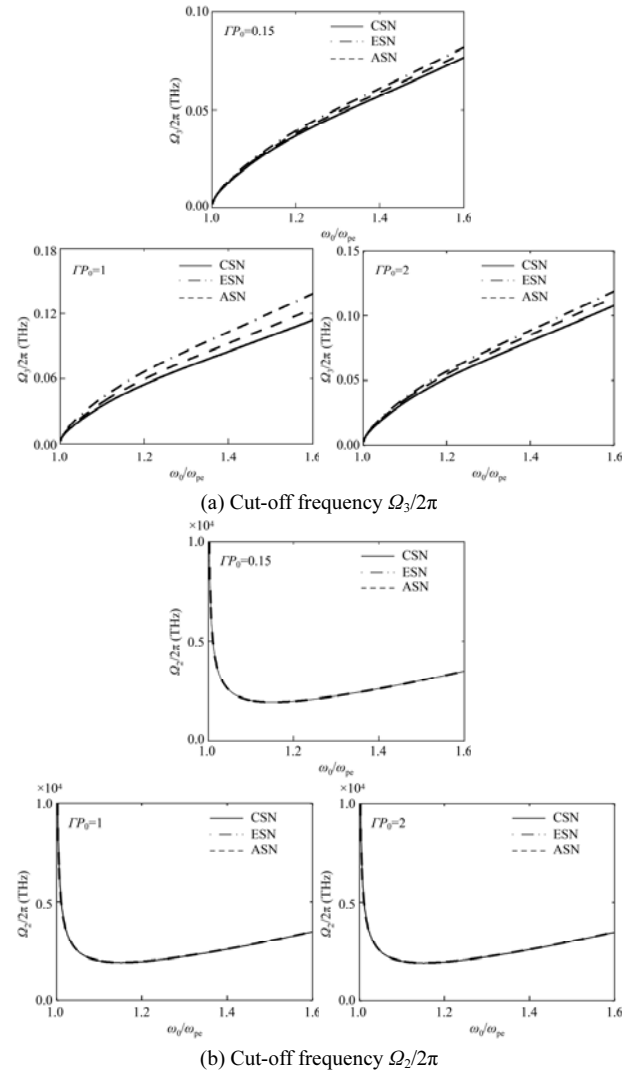 0.10
ΓP₀=0.15
CSN
ESN
ASN
Ω₃/2π (THz)
0.05
0.00
1.0 1.2 1.4 1.6
ω₀/ωpe
0.18
ΓP₀=1
CSN
ESN
ASN
Ω₃/2π (THz)
0.12
0.06
0.00
1.0 1.2 1.4 1.6
ω₀/ωpe
0.15
ΓP₀=2
CSN
ESN
ASN
Ω₃/2π (THz)
0.10
0.05
0.00
1.0 1.2 1.4 1.6
ω₀/ωpe
(a) Cut-off frequency Ω₃/2π
×10⁴
1.0
ΓP₀=0.15
CSN
ESN
ASN
Ω₂/2π (THz)
0.5
0.0
1.0 1.2 1.4 1.6
ω₀/ωpe
×10⁴
1.0
ΓP₀=1
CSN
ESN
ASN
Ω₂/2π (THz)
0.5
0.0
1.0 1.2 1.4 1.6
ω₀/ωpe
×10⁴
1.0
ΓP₀=2
CSN
ESN
ASN
Ω₂/2π (THz)
0.5
0.0
1.0 1.2 1.4 1.6
ω₀/ωpe
(b) Cut-off frequency Ω₂/2π